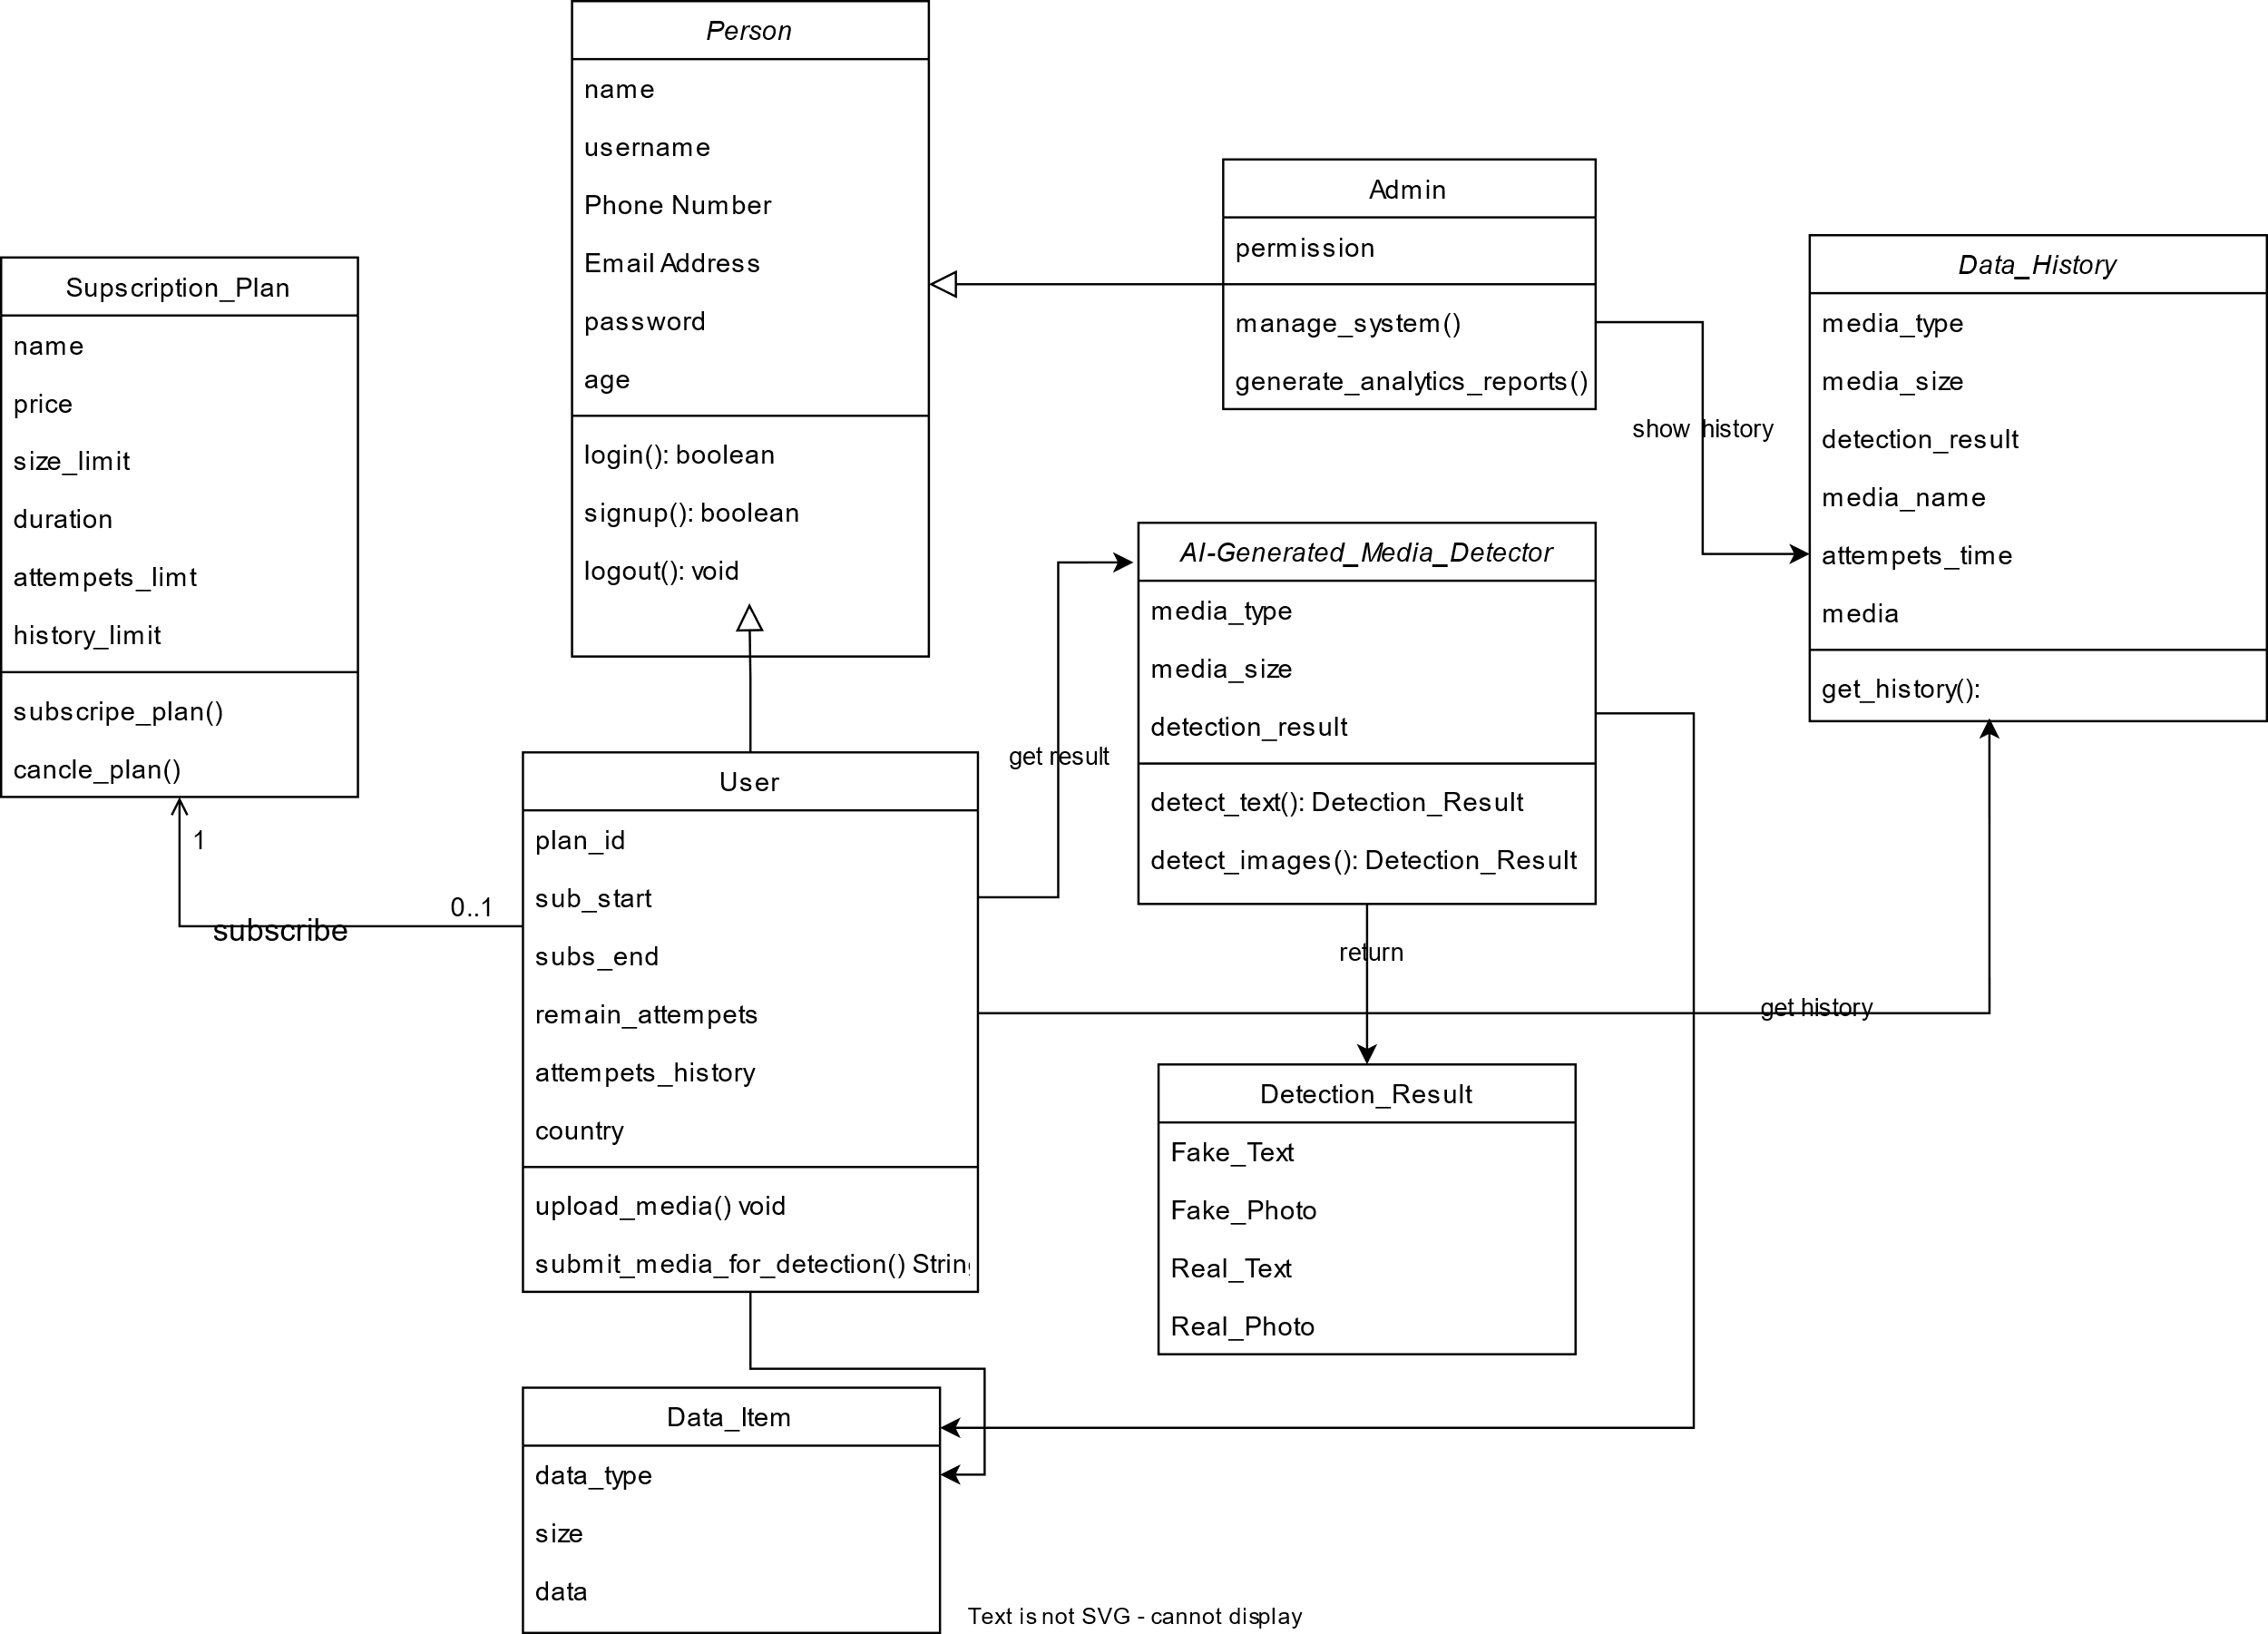 Person
name
username
Phone Number
Email Address
password
age
login(): boolean
signup(): boolean
logout(): void
Admin
permission
manage_system()
generate_analytics_reports()
Data_History
media_type
media_size
detection_result
media_name
attempets_time
media
get_history():
show history
Supscription_Plan
name
price
size_limit
duration
attempets_limt
history_limit
subscripe_plan()
cancle_plan()
1
0..1
subscribe
AI-Generated_Media_Detector
media_type
media_size
detection_result
detect_text(): Detection_Result
detect_images(): Detection_Result
get result
return
get history
User
plan_id
sub_start
subs_end
remain_attempets
attempets_history
country
upload_media() void
submit_media_for_detection() String
Detection_Result
Fake_Text
Fake_Photo
Real_Text
Real_Photo
Data_Item
data_type
size
data
Text is not SVG - cannot display